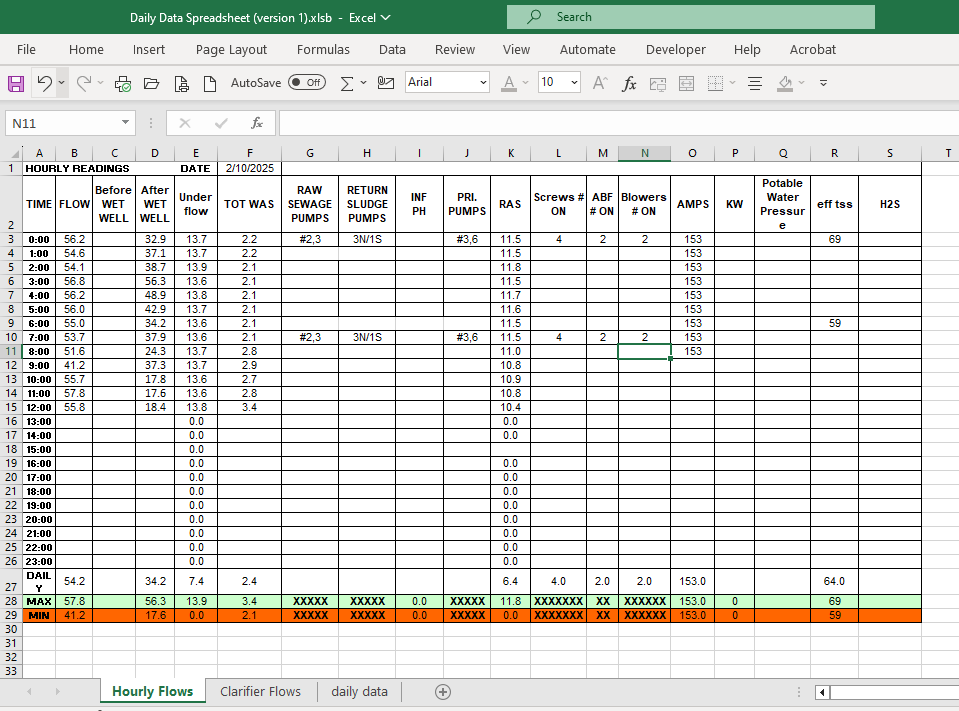 Daily Data Spreadsheet (version 1).xlsb - Excel Search
File Home Insert Page Layout Formulas Data Review View Automate Developer Help Acrobat
AutoSave Off Arial A 10 A^ fx
N11 fx
A B C D E F G H I J K L M N O P Q R S T
1 HOURLY READINGS DATE 2/10/2025
2 TIME FLOW Before WET WELL After WET WELL Under flow TOT WAS RAW SEWAGE PUMPS RETURN SLUDGE PUMPS INF PH PRI. PUMPS RAS Screws # ON ABF # ON Blowers # ON AMPS KW Potable Water Pressure eff tss H2S
3 0:00 56.2 32.9 13.7 2.2 #2,3 3N/1S #3,6 11.5 4 2 2 153 69
4 1:00 54.6 37.1 13.7 2.2 11.5 153
5 2:00 54.1 38.7 13.9 2.1 11.8 153
6 3:00 56.8 56.3 13.6 2.1 11.5 153
7 4:00 56.2 48.9 13.8 2.1 11.7 153
8 5:00 56.0 42.9 13.7 2.1 11.6 153
9 6:00 55.0 34.2 13.6 2.1 11.5 153 59
10 7:00 53.7 37.9 13.6 2.1 #2,3 3N/1S #3,6 11.5 4 2 2 153
11 8:00 51.6 24.3 13.7 2.8 11.0 153
12 9:00 41.2 37.3 13.7 2.9 10.8
13 10:00 55.7 17.8 13.6 2.7 10.9
14 11:00 57.8 17.6 13.6 2.8 10.8
15 12:00 55.8 18.4 13.8 3.4 10.4
16 13:00 0.0 0.0
17 14:00 0.0 0.0
18 15:00 0.0
19 16:00 0.0 0.0
20 17:00 0.0 0.0
21 18:00 0.0 0.0
22 19:00 0.0 0.0
23 20:00 0.0 0.0
24 21:00 0.0 0.0
25 22:00 0.0 0.0
26 23:00 0.0 0.0
27 DAILY 54.2 34.2 7.4 2.4 6.4 4.0 2.0 2.0 153.0 64.0
28 MAX 57.8 56.3 13.9 3.4 XXXXX XXXXX 0.0 XXXXX 11.8 XXXXXXX XX XXXXXX 153.0 0 69
29 MIN 41.2 17.6 0.0 2.1 XXXXX XXXXX 0.0 XXXXX 0.0 XXXXXXX XX XXXXXX 153.0 0 59
30
31
32
33
Hourly Flows Clarifier Flows daily data